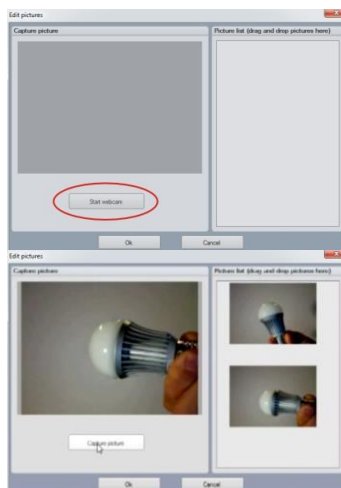 Edit pictures
Capture picture
Picture list (drag and drop pictures here)
Start webcam
Ok
Cancel
Edit pictures
Capture picture
Picture list (drag and drop pictures here)
Capture picture
Ok
Cancel